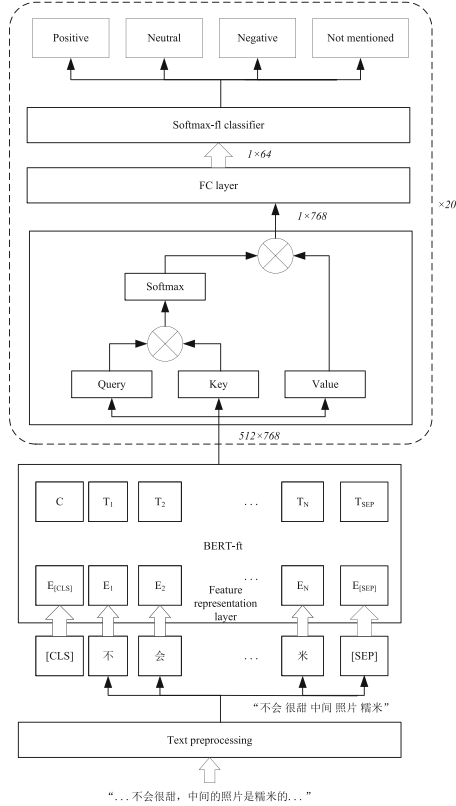 Positive Neutral Negative Not mentioned
Softmax-fl classifier
1×64
FC layer
×20
1×768
Softmax
Query Key Value
512×768
C T1 T2 ... TN TSEP
BERT-ft
E[CLS] E1 E2 ... EN E[SEP]
Feature
representation
layer
[CLS] 不 会 ... 米 [SEP]
“不会 很甜 中间 照片 糯米”
Text preprocessing
“... 不会很甜，中间的照片是糯米的...”